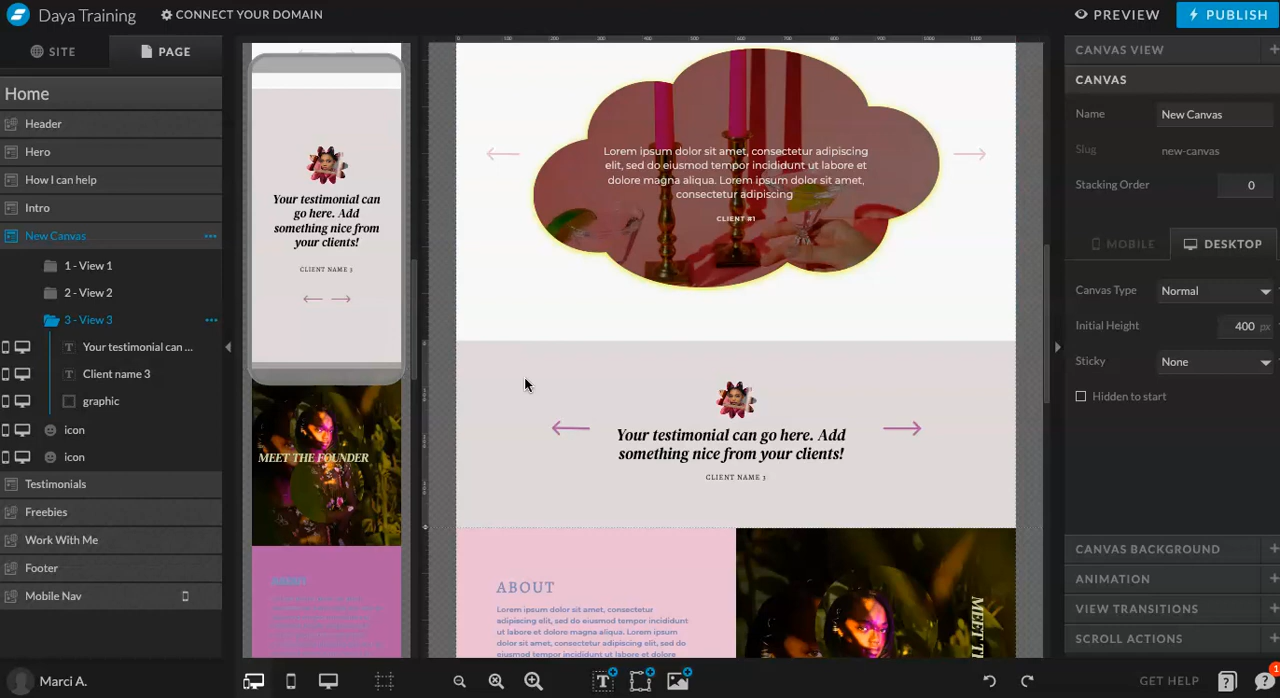 Daya Training
CONNECT YOUR DOMAIN
PREVIEW
PUBLISH
SITE
PAGE
Home
Header
Hero
How I can help
Intro
New Canvas
1 - View 1
2 - View 2
3 - View 3
Your testimonial can ...
Client name 3
graphic
icon
icon
Testimonials
Freebies
Work With Me
Footer
Mobile Nav
Marci A.
Your testimonial can
go here. Add
something nice from
your clients!
CLIENT NAME 3
MEET THE FOUNDER
Lorem ipsum dolor sit amet, consectetur adipiscing
elit, sed do eiusmod tempor incididunt ut labore et
dolore magna aliqua. Lorem ipsum dolor sit amet,
consectetur adipiscing
CLIENT #1
Your testimonial can go here. Add
something nice from your clients!
CLIENT NAME 3
ABOUT
Lorem ipsum dolor sit amet, consectetur
adipiscing elit, sed do eiusmod tempor incididunt
ut labore et dolore magna aliqua. Lorem ipsum
dolor sit amet, consectetur adipiscing elit, sed do
eiusmod tempor incididunt ut labore et dolore
MEET T
CANVAS VIEW
CANVAS
Name
New Canvas
Slug
new-canvas
Stacking Order
0
MOBILE
DESKTOP
Canvas Type
Normal
Initial Height
400 px
Sticky
None
Hidden to start
CANVAS BACKGROUND
ANIMATION
VIEW TRANSITIONS
SCROLL ACTIONS
GET HELP
1